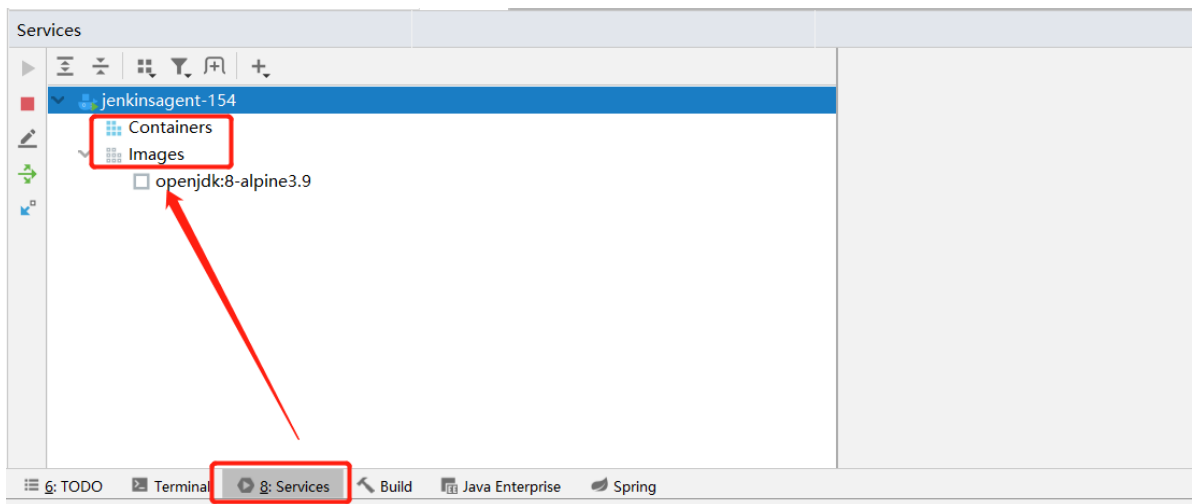 Services
jenkinsagent-154
Containers
Images
openjdk:8-alpine3.9
6: TODO Terminal 8: Services Build Java Enterprise Spring